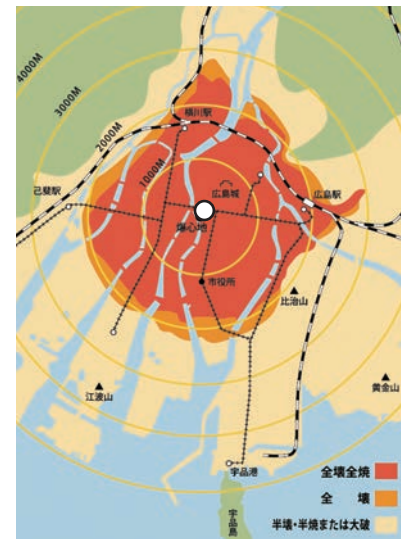 4000M
3000M
2000M
1000M
横川駅
己斐駅
広島城
広島駅
爆心地
市役所
比治山
江波山
黄金山
宇品港
宇品島
全壊全焼
全　壊
半壊・半焼または大破